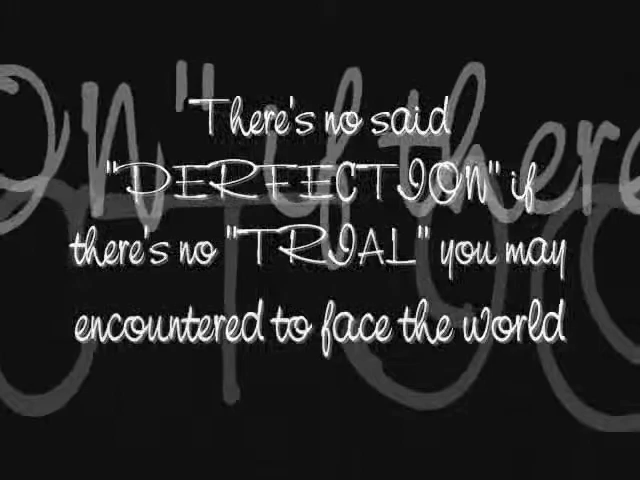 There's no said
"PERFECTION" if
there's no "TRIAL" you may
encountered to face the world